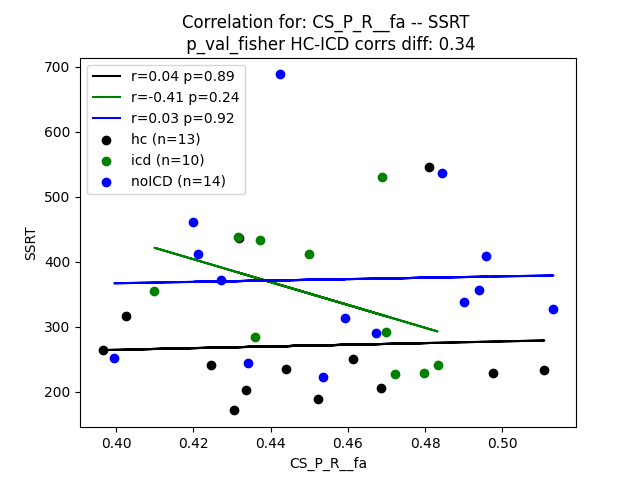 Correlation for: CS_P_R__fa -- SSRT
p_val_fisher HC-ICD corrs diff: 0.34
700
600
500
400
300
200
SSRT
r=0.04 p=0.89
r=-0.41 p=0.24
r=0.03 p=0.92
hc (n=13)
icd (n=10)
noICD (n=14)
0.40 0.42 0.44 0.46 0.48 0.50
CS_P_R__fa